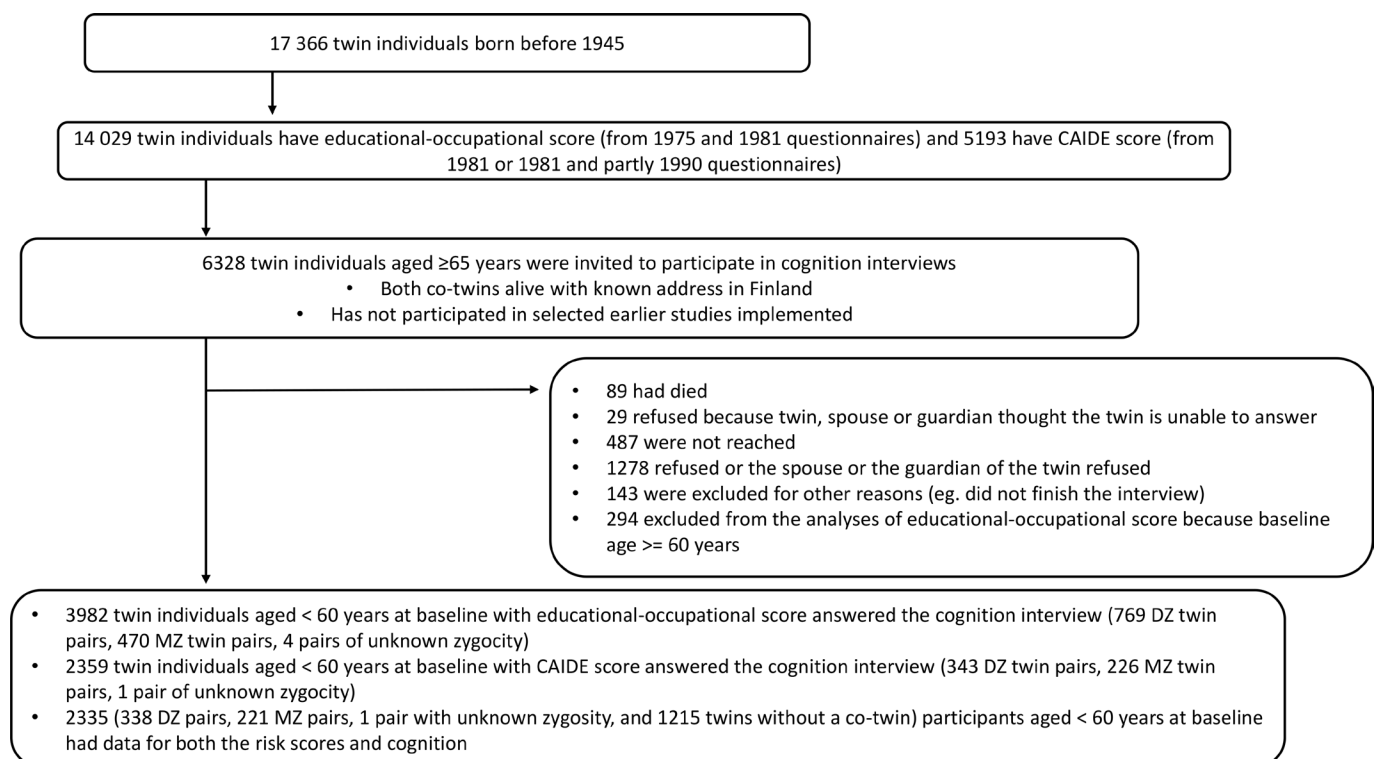 17 366 twin individuals born before 1945
14 029 twin individuals have educational-occupational score (from 1975 and 1981 questionnaires) and 5193 have CAIDE score (from
1981 or 1981 and partly 1990 questionnaires)
6328 twin individuals aged ≥65 years were invited to participate in cognition interviews
• Both co-twins alive with known address in Finland
• Has not participated in selected earlier studies implemented
• 89 had died
• 29 refused because twin, spouse or guardian thought the twin is unable to answer
• 487 were not reached
• 1278 refused or the spouse or the guardian of the twin refused
• 143 were excluded for other reasons (eg. did not finish the interview)
• 294 excluded from the analyses of educational-occupational score because baseline
age >= 60 years
• 3982 twin individuals aged < 60 years at baseline with educational-occupational score answered the cognition interview (769 DZ twin
pairs, 470 MZ twin pairs, 4 pairs of unknown zygocity)
• 2359 twin individuals aged < 60 years at baseline with CAIDE score answered the cognition interview (343 DZ twin pairs, 226 MZ twin
pairs, 1 pair of unknown zygocity)
• 2335 (338 DZ pairs, 221 MZ pairs, 1 pair with unknown zygosity, and 1215 twins without a co-twin) participants aged < 60 years at baseline
had data for both the risk scores and cognition